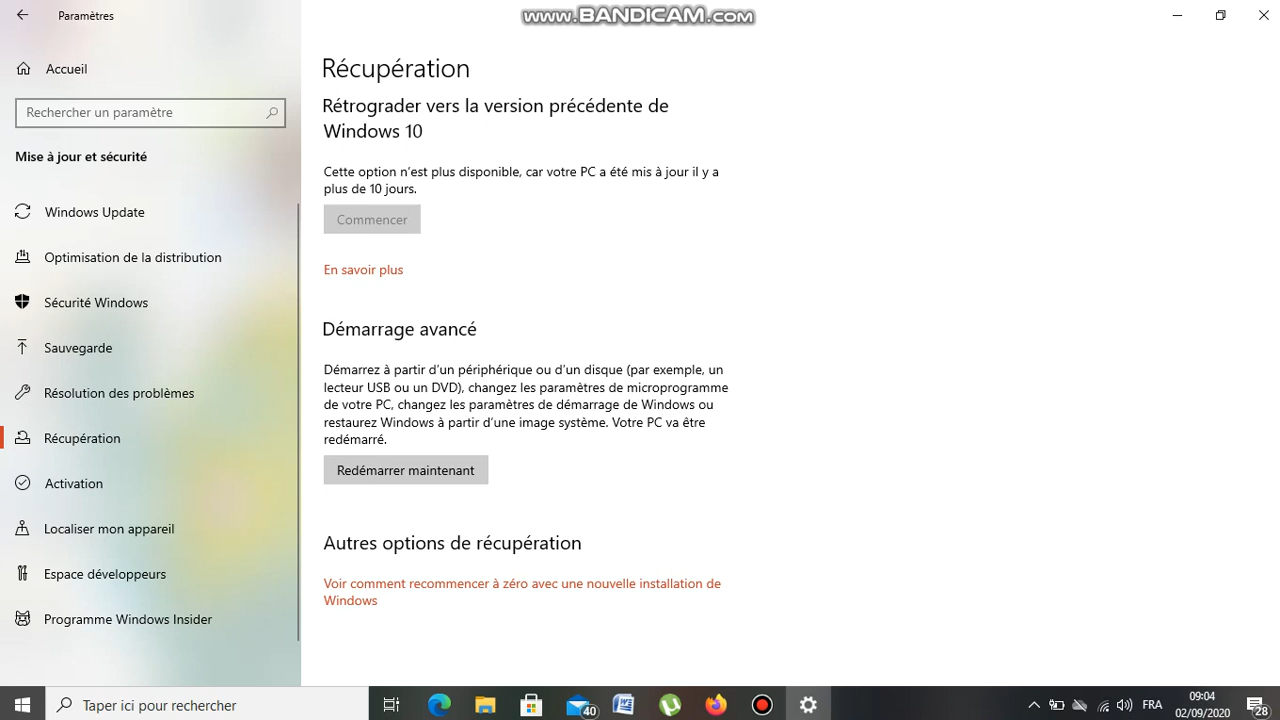 Paramètres
www.BANDICAM.com
Accueil
Rechercher un paramètre
Mise à jour et sécurité
Windows Update
Optimisation de la distribution
Sécurité Windows
Sauvegarde
Résolution des problèmes
Récupération
Activation
Localiser mon appareil
Espace développeurs
Programme Windows Insider
Récupération
Rétrograder vers la version précédente de
Windows 10
Cette option n'est plus disponible, car votre PC a été mis à jour il y a
plus de 10 jours.
Commencer
En savoir plus
Démarrage avancé
Démarrez à partir d'un périphérique ou d'un disque (par exemple, un
lecteur USB ou un DVD), changez les paramètres de microprogramme
de votre PC, changez les paramètres de démarrage de Windows ou
restaurez Windows à partir d'une image système. Votre PC va être
redémarré.
Redémarrer maintenant
Autres options de récupération
Voir comment recommencer à zéro avec une nouvelle installation de
Windows
Taper ici pour rechercher
40
FRA
09:04
02/09/2020
28